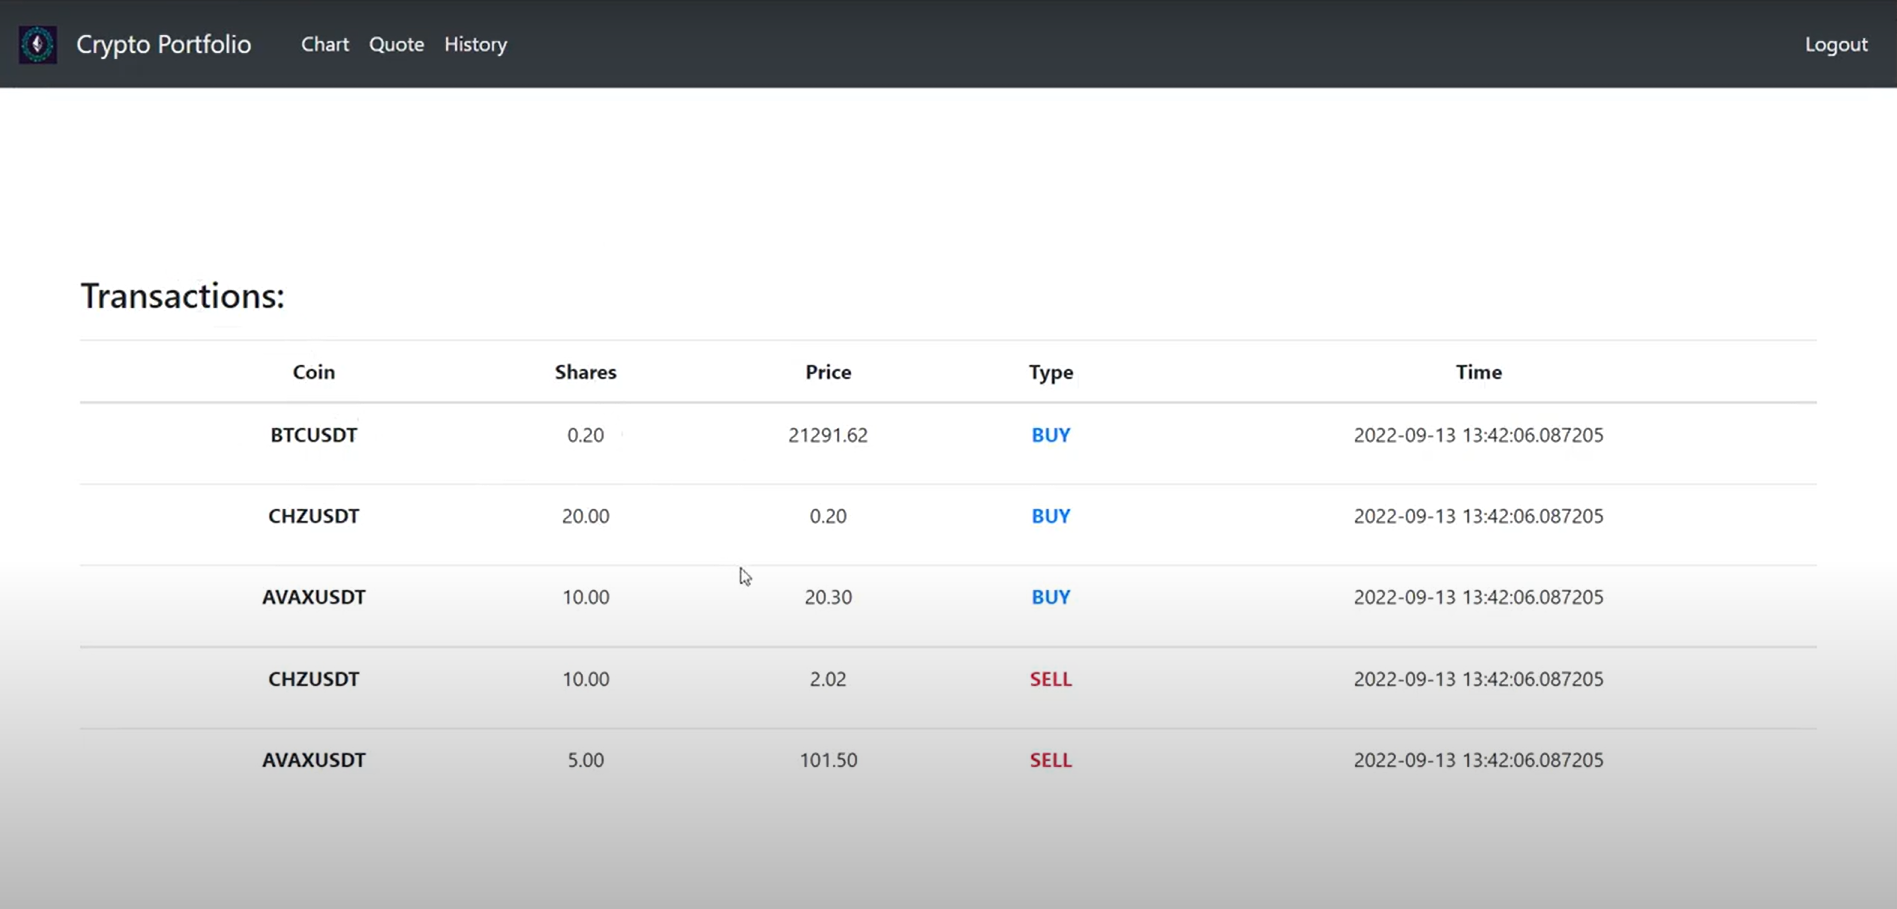 Crypto Portfolio Chart Quote History Logout
Transactions:
Coin Shares Price Type Time
BTCUSDT 0.20 21291.62 BUY 2022-09-13 13:42:06.087205
CHZUSDT 20.00 0.20 BUY 2022-09-13 13:42:06.087205
AVAXUSDT 10.00 20.30 BUY 2022-09-13 13:42:06.087205
CHZUSDT 10.00 2.02 SELL 2022-09-13 13:42:06.087205
AVAXUSDT 5.00 101.50 SELL 2022-09-13 13:42:06.087205